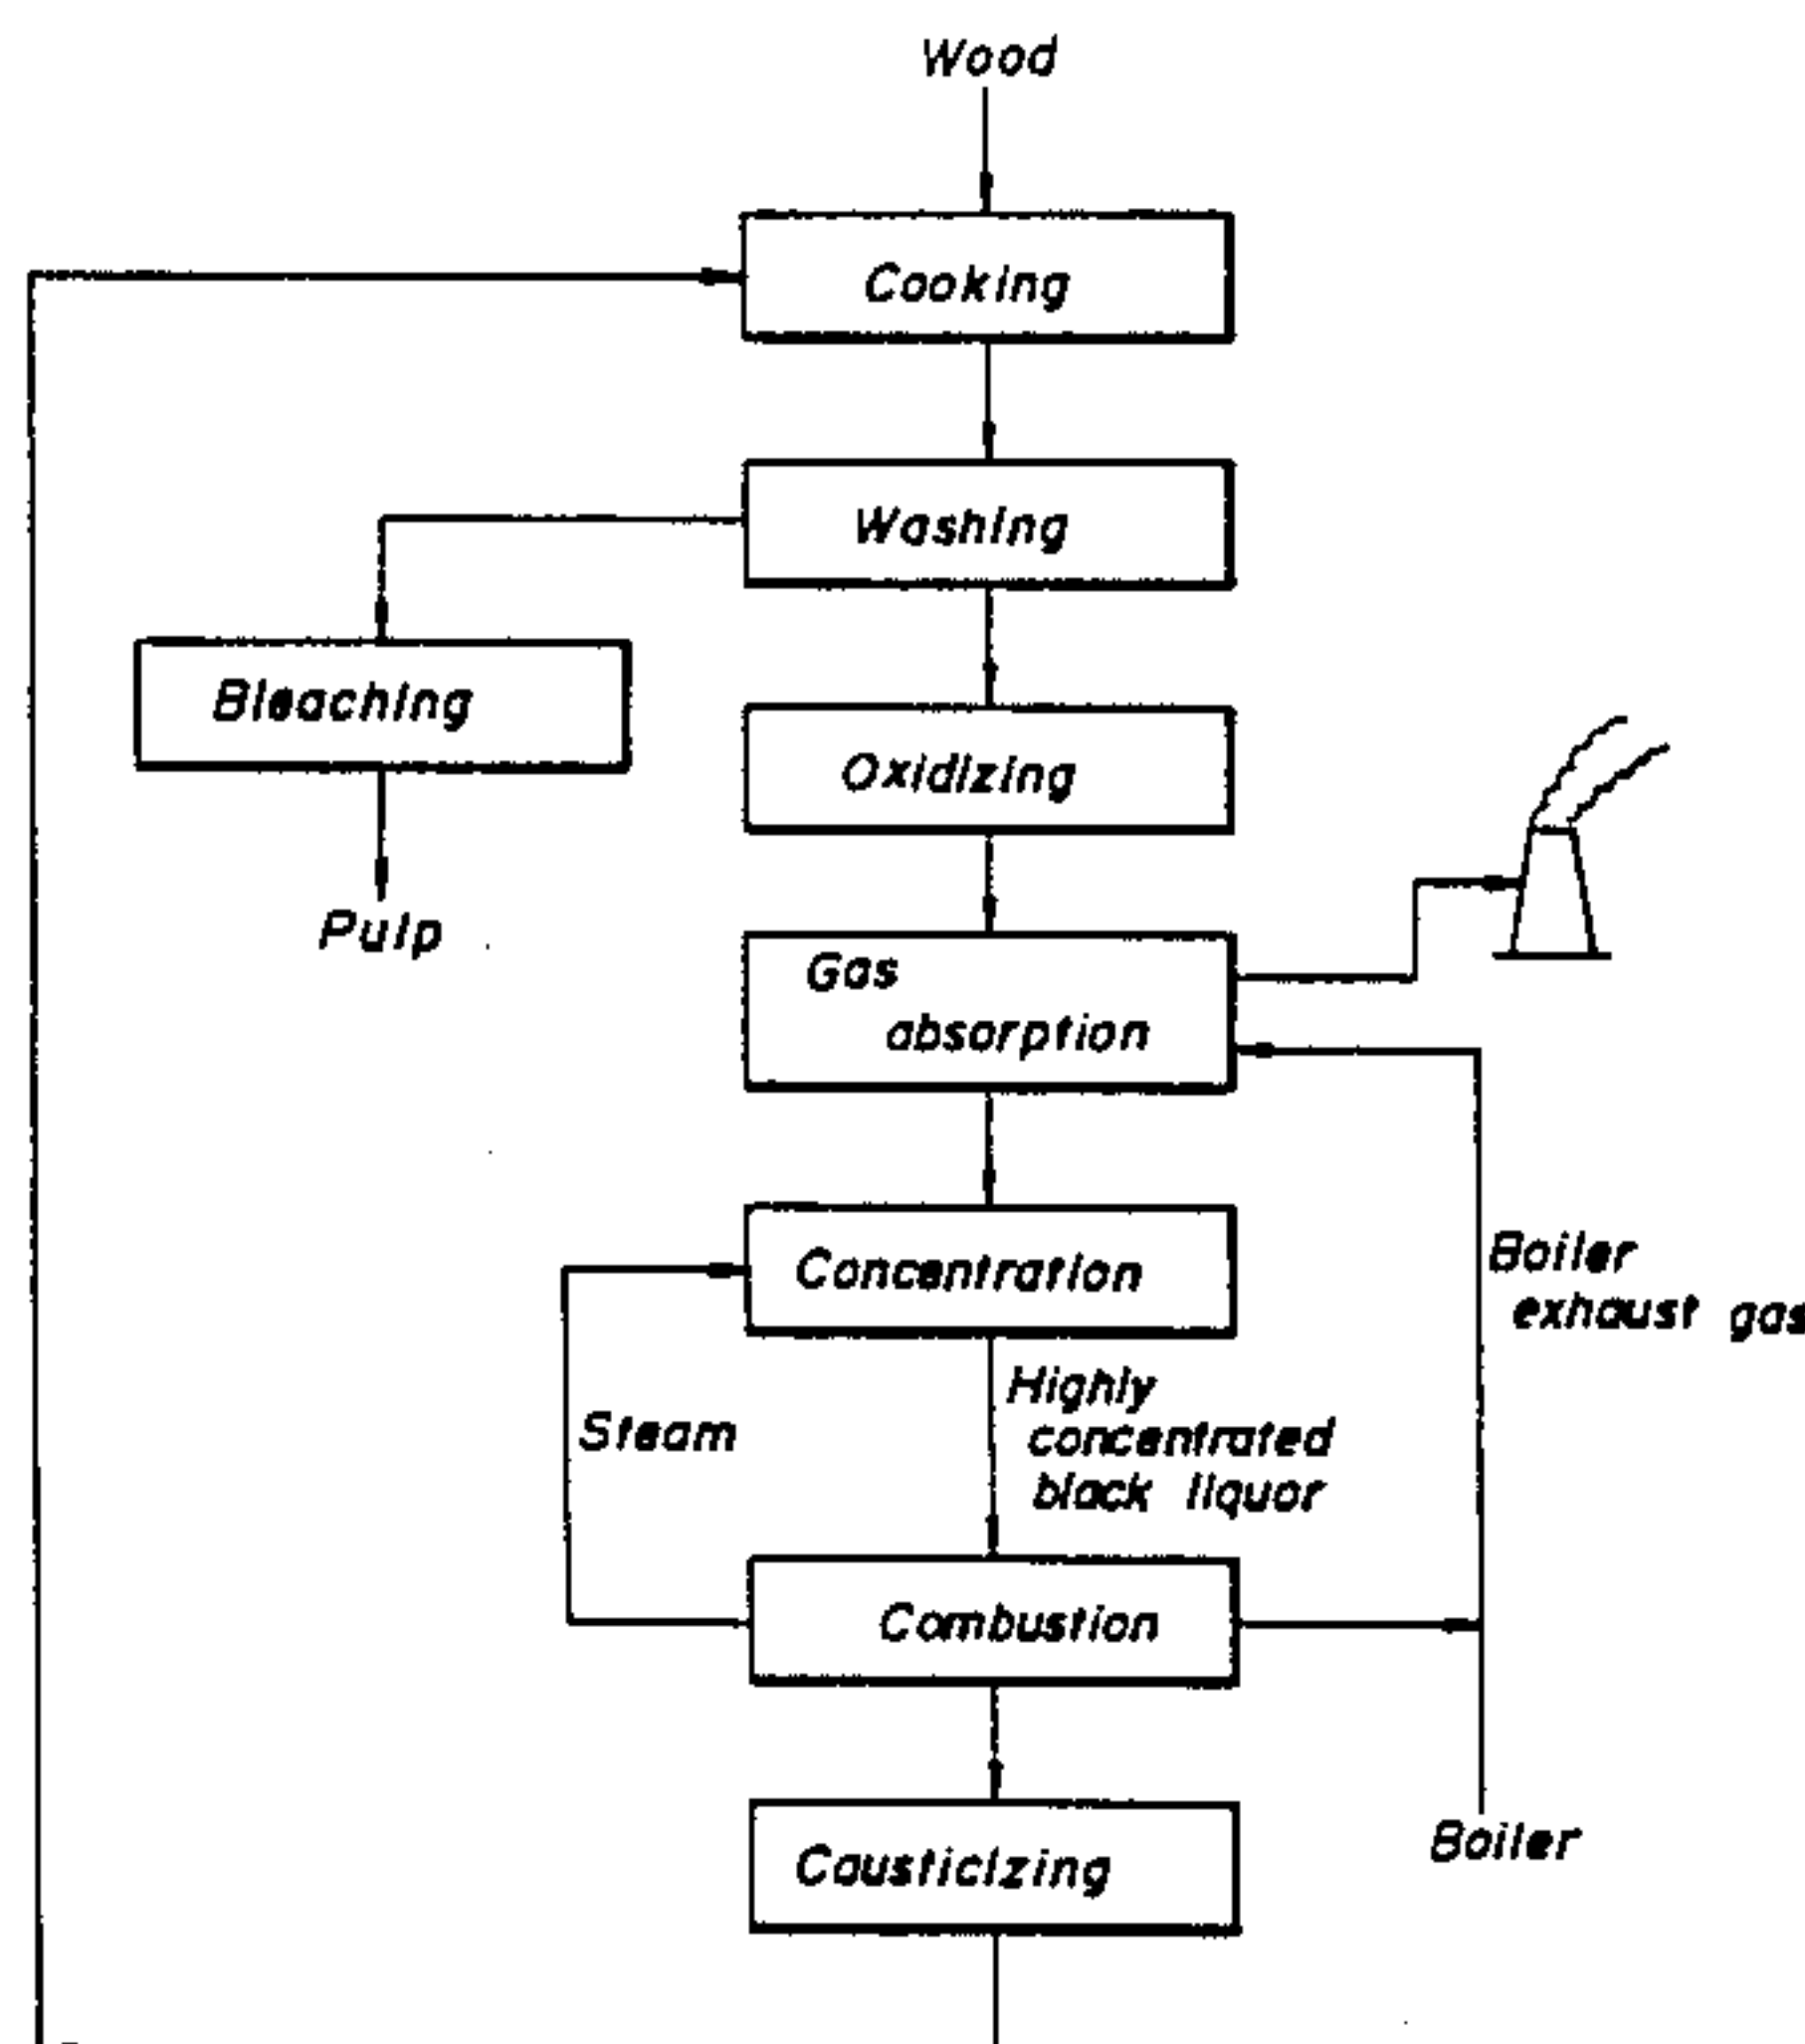 Wood
Cooking
Washing
Bleaching
Oxidizing
Pulp
Gas
absorption
Concentration
Boiler
exhaust gas
Highly
concentrated
black liquor
Steam
Combustion
Causticizing
Boiler